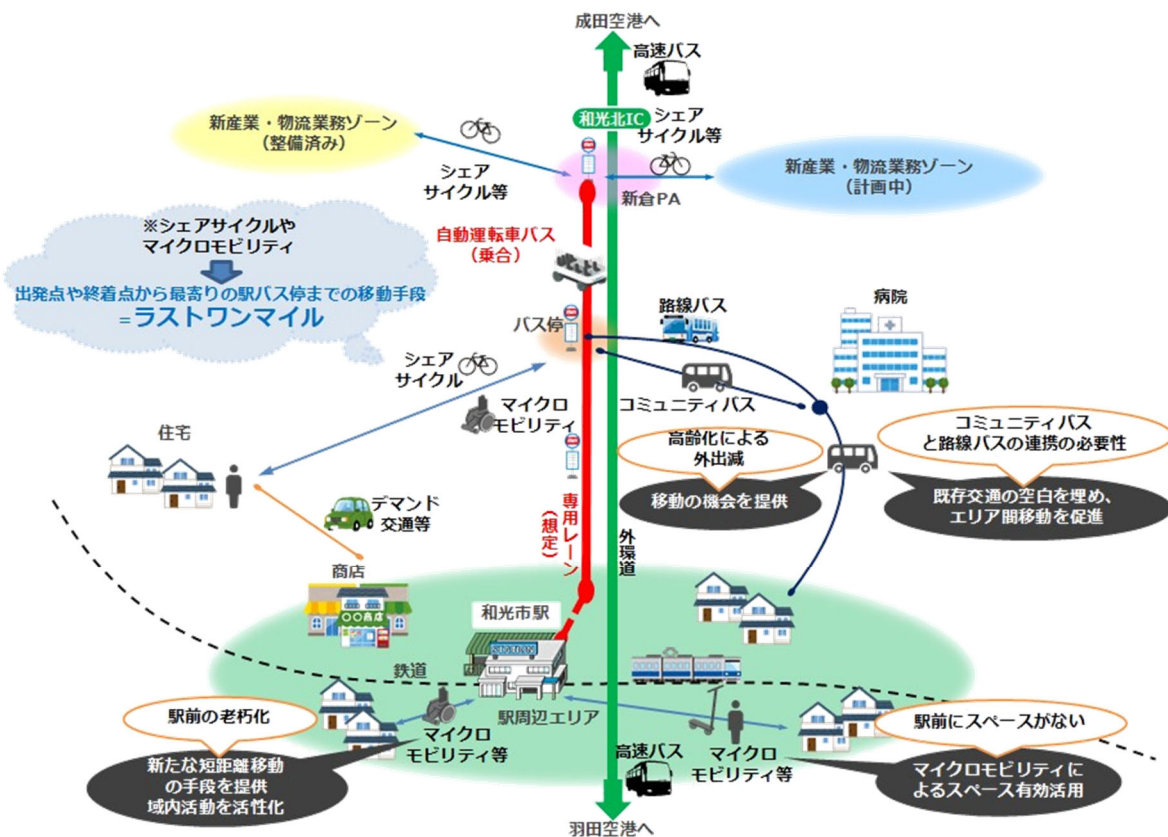 成田空港へ
高速バス
和光北IC
シェア
サイクル等
新産業・物流業務ゾーン
（整備済み）
シェア
サイクル等
新産業・物流業務ゾーン
（計画中）
新倉PA
※シェアサイクルや
マイクロモビリティ
出発点や終着点から最寄りの駅バス停までの移動手段
＝ラストワンマイル
自動運転車バス
（乗合）
バス停
路線バス
病院
シェア
サイクル
マイクロ
モビリティ
コミュニティバス
住宅
高齢化による
外出減
移動の機会を提供
コミュニティバス
と路線バスの連携の必要性
既存交通の空白を埋め、
エリア間移動を促進
デマンド
交通等
専用レーン
（想定）
外環道
商店
〇〇商店
和光市駅
STATION
鉄道
駅周辺エリア
駅前の老朽化
新たな短距離移動
の手段を提供
域内活動を活性化
マイクロ
モビリティ等
高速バス
マイクロ
モビリティ等
駅前にスペースがない
マイクロモビリティに
よるスペース有効活用
羽田空港へ